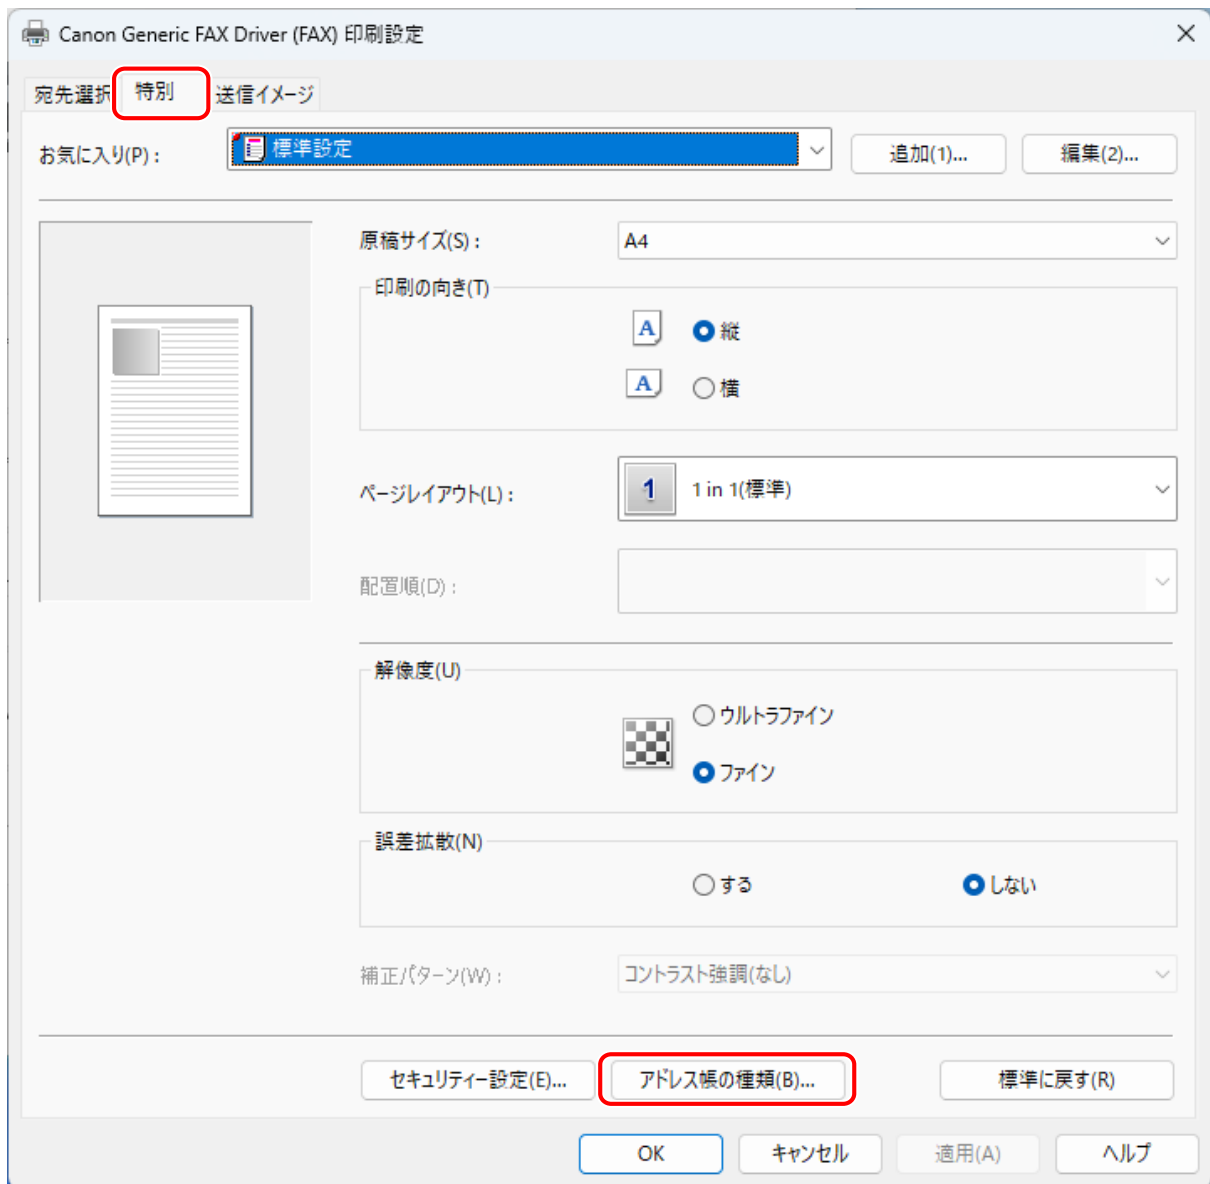 Canon Generic FAX Driver (FAX) 印刷設定
宛先選択 特別 送信イメージ
お気に入り(P): 標準設定 追加(1)... 編集(2)...
原稿サイズ(S): A4
印刷の向き(T)
A 縦
A 横
ページレイアウト(L): 1 1 in 1(標準)
配置順(D):
解像度(U)
ウルトラファイン
ファイン
誤差拡散(N)
する しない
補正パターン(W): コントラスト強調(なし)
セキュリティー設定(E)... アドレス帳の種類(B)... 標準に戻す(R)
OK キャンセル 適用(A) ヘルプ